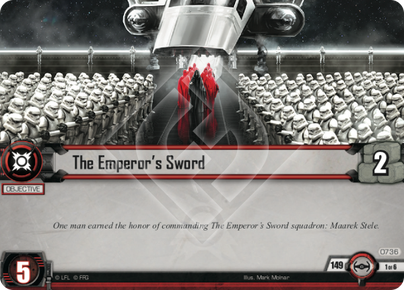 The Emperor's Sword
2
OBJECTIVE
One man earned the honor of commanding The Emperor's Sword squadron: Maarek Stele.
0736
5
© LFL © FFG
Illus. Mark Molnar
149
1 of 6